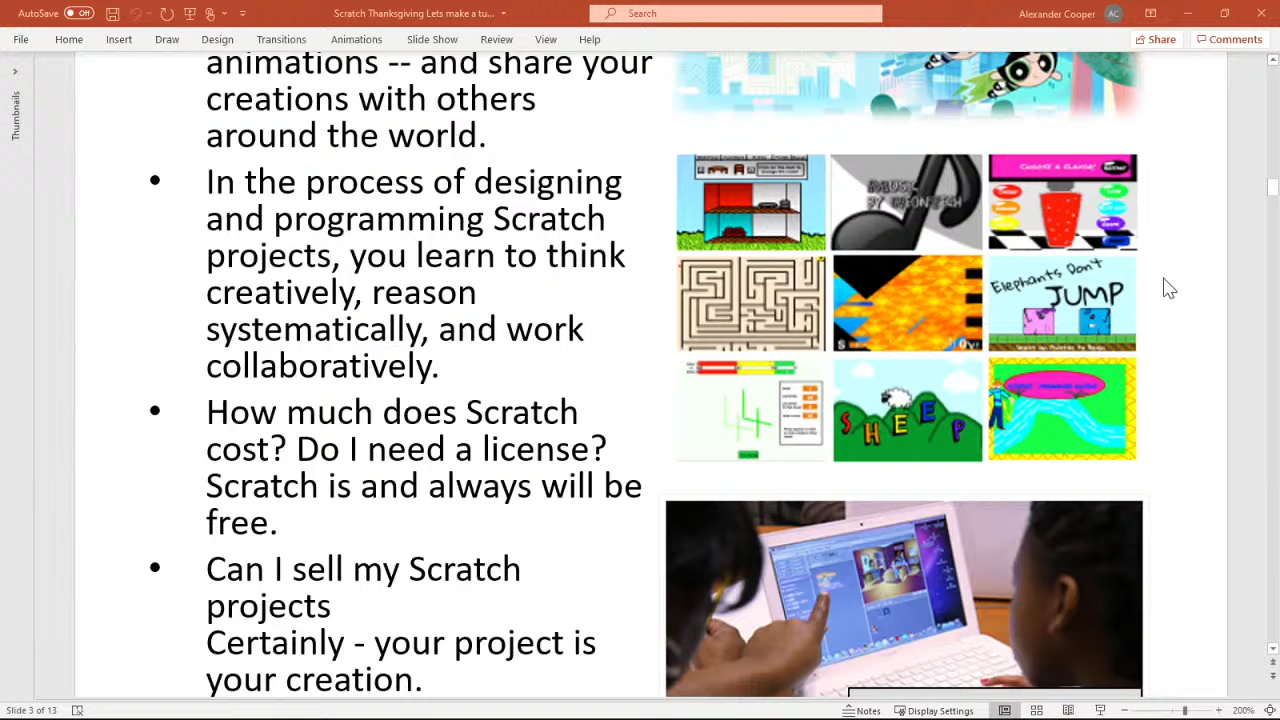 AutoSave Off Scratch Thanksgiving Lets make a tu... Search Alexander Cooper AC
File Home Insert Draw Design Transitions Animations Slide Show Review View Help Share Comments
Thumbnails
animations -- and share your
creations with others
around the world.
• In the process of designing
and programming Scratch
projects, you learn to think
creatively, reason
systematically, and work
collaboratively.
• How much does Scratch
cost? Do I need a license?
Scratch is and always will be
free.
• Can I sell my Scratch
projects
Certainly - your project is
your creation.
MUSIC
CHOOSE A FLAVOR!
Elephants Don't
JUMP
SHEEP
Slide 3 of 13 Notes Display Settings 200%